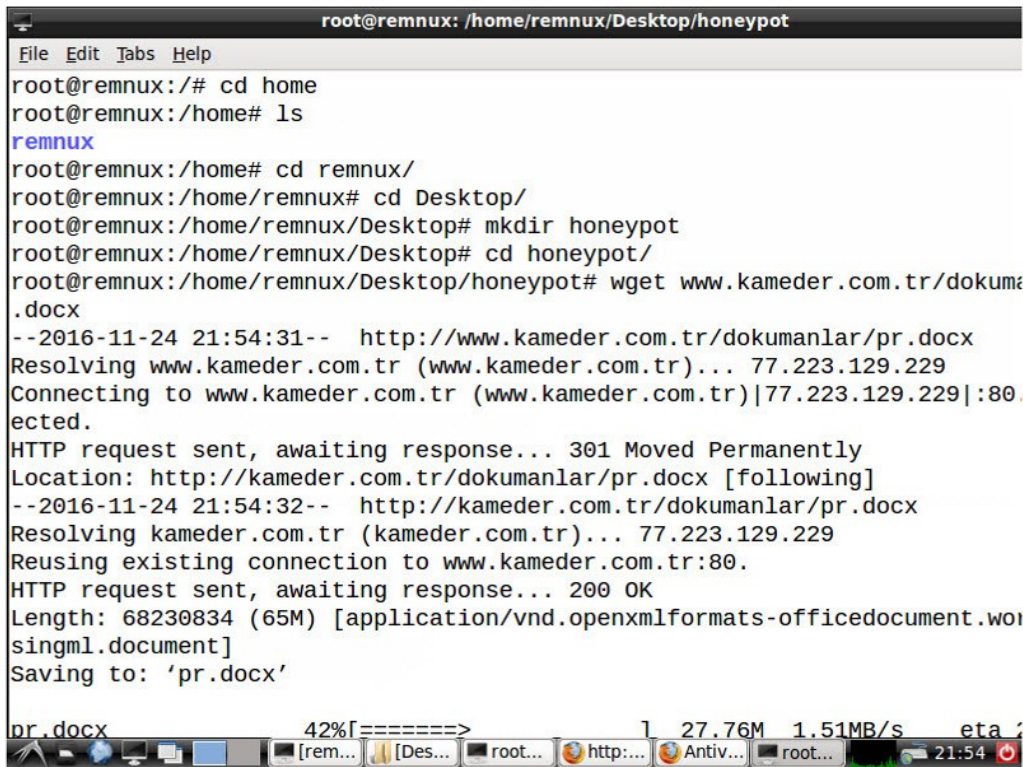 root@remnux: /home/remnux/Desktop/honeypot
File Edit Tabs Help
root@remnux:/# cd home
root@remnux:/home# ls
remnux
root@remnux:/home# cd remnux/
root@remnux:/home/remnux# cd Desktop/
root@remnux:/home/remnux/Desktop# mkdir honeypot
root@remnux:/home/remnux/Desktop# cd honeypot/
root@remnux:/home/remnux/Desktop/honeypot# wget www.kameder.com.tr/dokuma
.docx
--2016-11-24 21:54:31--  http://www.kameder.com.tr/dokumanlar/pr.docx
Resolving www.kameder.com.tr (www.kameder.com.tr)... 77.223.129.229
Connecting to www.kameder.com.tr (www.kameder.com.tr)|77.223.129.229|:80.
ected.
HTTP request sent, awaiting response... 301 Moved Permanently
Location: http://kameder.com.tr/dokumanlar/pr.docx [following]
--2016-11-24 21:54:32--  http://kameder.com.tr/dokumanlar/pr.docx
Resolving kameder.com.tr (kameder.com.tr)... 77.223.129.229
Reusing existing connection to www.kameder.com.tr:80.
HTTP request sent, awaiting response... 200 OK
Length: 68230834 (65M) [application/vnd.openxmlformats-officedocument.wor
singml.document]
Saving to: ‘pr.docx’
pr.docx 42%[=======> ] 27.76M 1.51MB/s eta 2
[rem... [Des... root... http:... Antiv... root... 21:54